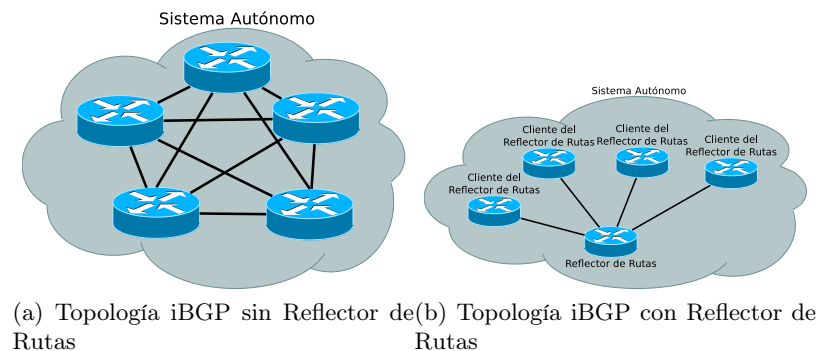 Sistema Autónomo
Sistema Autónomo
Cliente del
Reflector de Rutas
Cliente del
Reflector de Rutas
Cliente del
Reflector de Rutas
Cliente del
Reflector de Rutas
Reflector de Rutas
(a) Topología iBGP sin Reflector de
Rutas
(b) Topología iBGP con Reflector de
Rutas